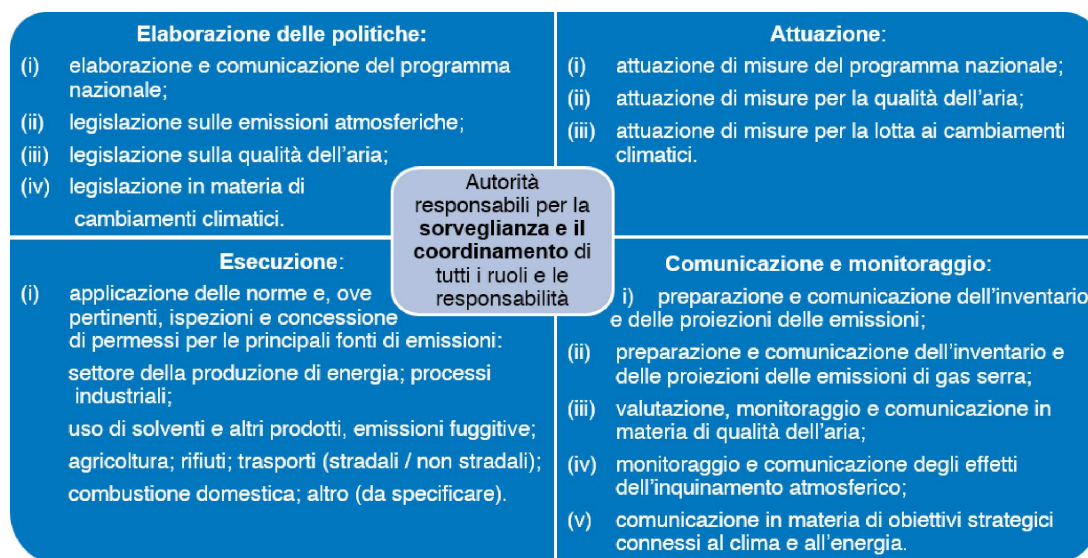 Elaborazione delle politiche:
(i) elaborazione e comunicazione del programma
nazionale;
(ii) legislazione sulle emissioni atmosferiche;
(iii) legislazione sulla qualità dell'aria;
(iv) legislazione in materia di
cambiamenti climatici.
Attuazione:
(i) attuazione di misure del programma nazionale;
(ii) attuazione di misure per la qualità dell'aria;
(iii) attuazione di misure per la lotta ai cambiamenti
climatici.
Autorità
responsabili per la
sorveglianza e il
coordinamento di
tutti i ruoli e le
responsabilità
Esecuzione:
(i) applicazione delle norme e, ove
pertinenti, ispezioni e concessione
di permessi per le principali fonti di emissioni:
settore della produzione di energia; processi
industriali;
uso di solventi e altri prodotti, emissioni fuggitive;
agricoltura; rifiuti; trasporti (stradali / non stradali);
combustione domestica; altro (da specificare).
Comunicazione e monitoraggio:
i) preparazione e comunicazione dell'inventario
e delle proiezioni delle emissioni;
(ii) preparazione e comunicazione dell'inventario e
delle proiezioni delle emissioni di gas serra;
(iii) valutazione, monitoraggio e comunicazione in
materia di qualità dell'aria;
(iv) monitoraggio e comunicazione degli effetti
dell'inquinamento atmosferico;
(v) comunicazione in materia di obiettivi strategici
connessi al clima e all'energia.